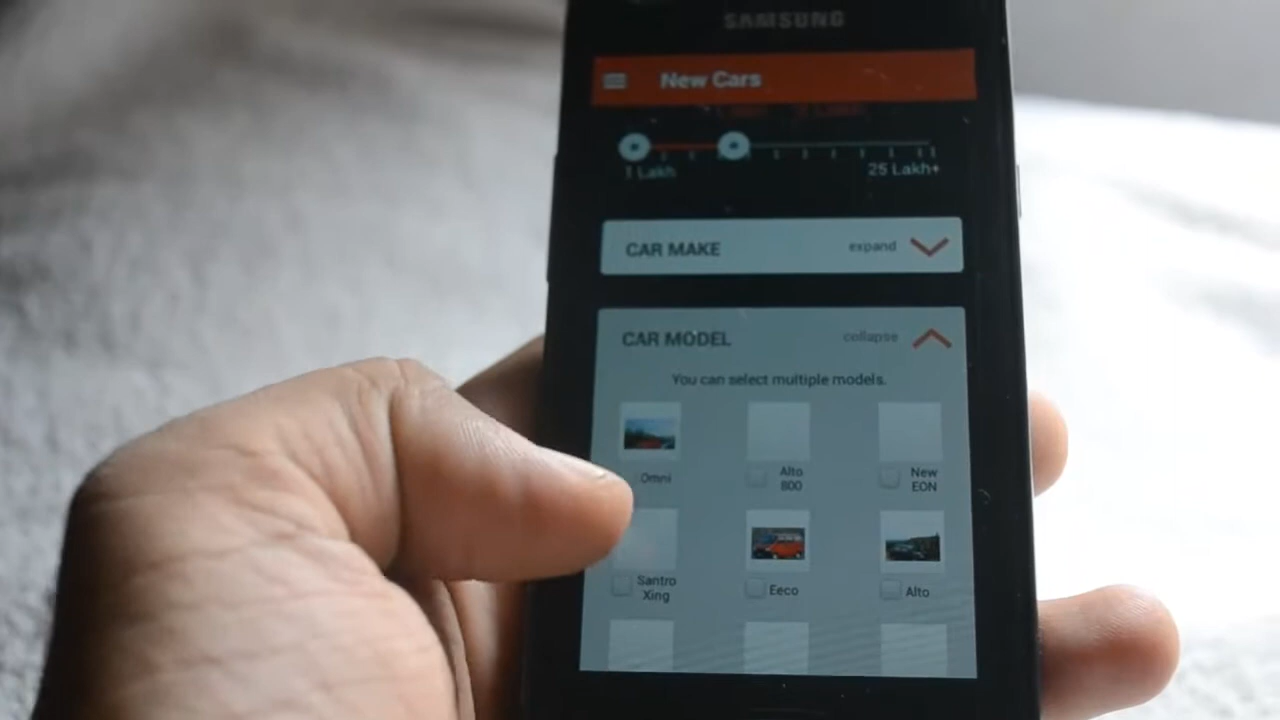 SAMSUNG
New Cars
1 Lakh
25 Lakh+
CAR MAKE
expand
CAR MODEL
collapse
You can select multiple models.
Omni
Alto
800
New
EON
Santro
Xing
Eeco
Alto